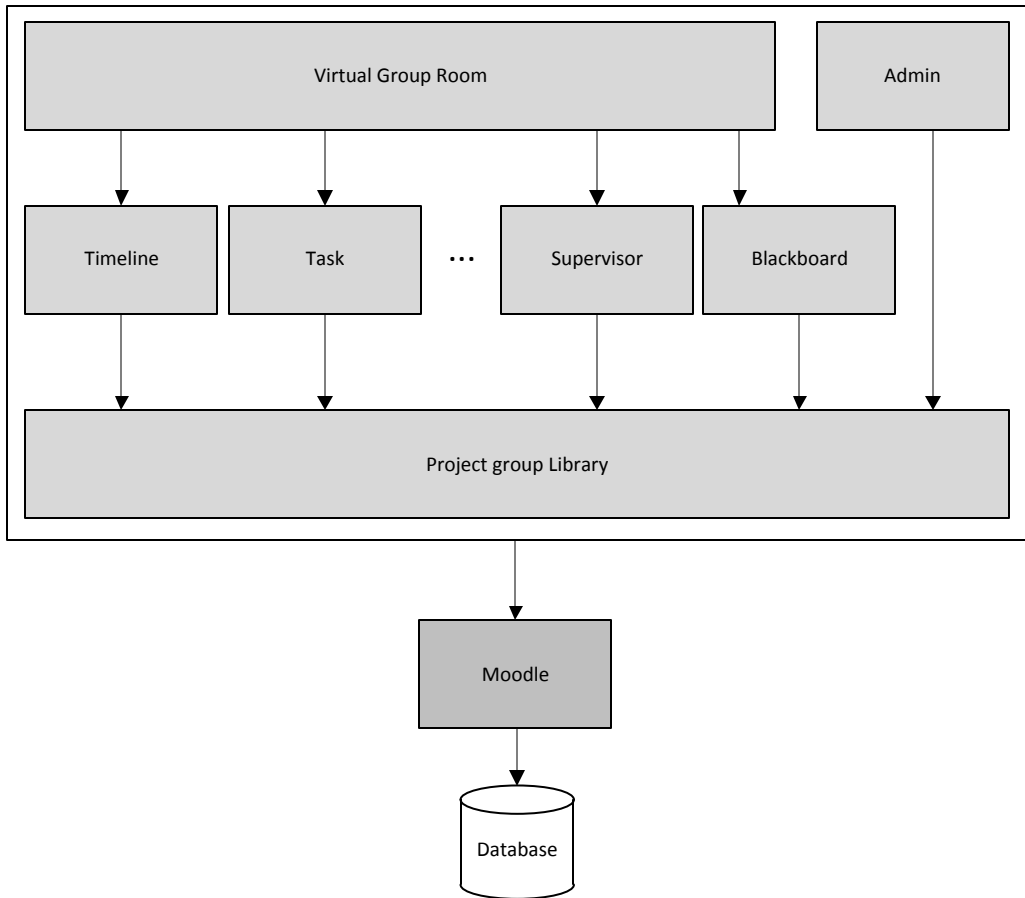 Virtual Group Room
Admin
Timeline
Task
...
Supervisor
Blackboard
Project group Library
Moodle
Database